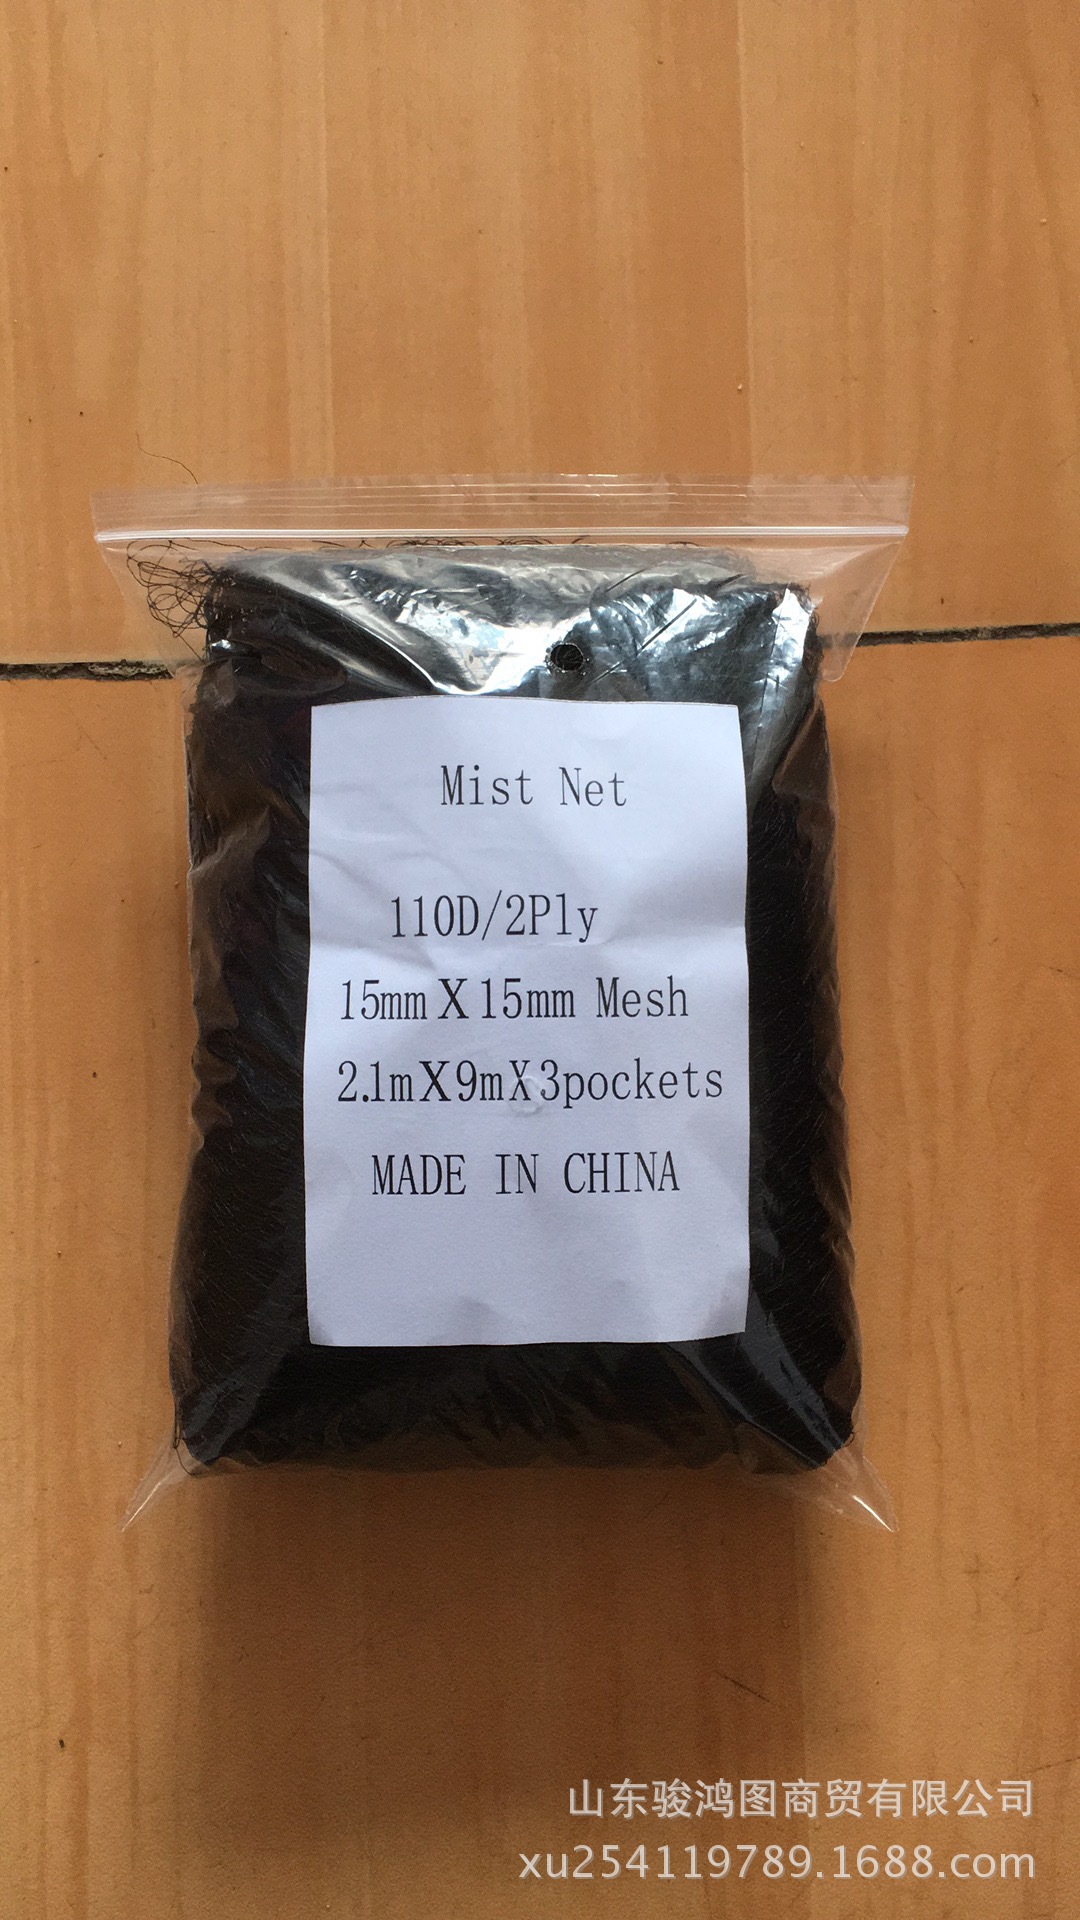 Mist Net
110D/2Ply
15mm X 15mm Mesh
2.1m X 9m X 3pockets
MADE IN CHINA
山东骏鸿图商贸有限公司
xu254119789.1688.com